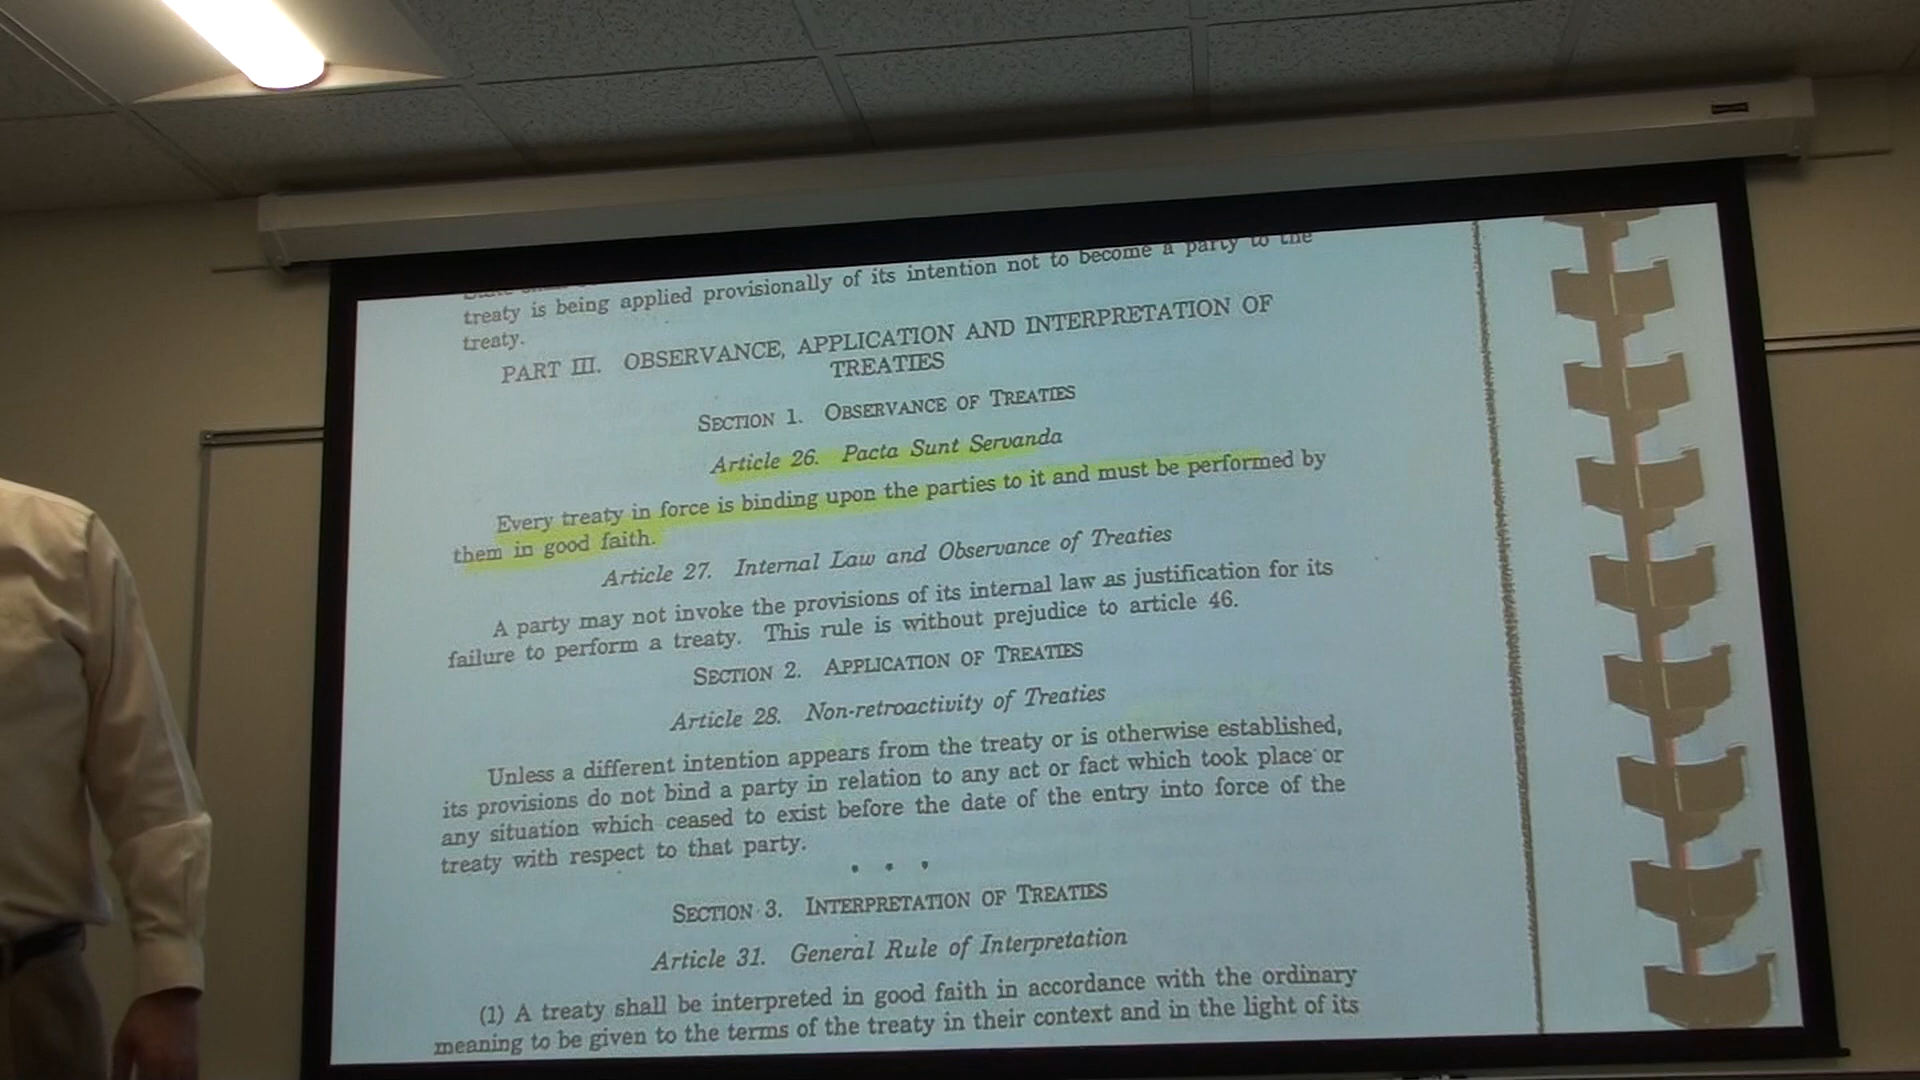 treaty is being applied provisionally of its intention not to become a party to the
treaty.
PART III. OBSERVANCE, APPLICATION AND INTERPRETATION OF
TREATIES
SECTION 1. OBSERVANCE OF TREATIES
Article 26. Pacta Sunt Servanda
Every treaty in force is binding upon the parties to it and must be performed by
them in good faith.
Article 27. Internal Law and Observance of Treaties
A party may not invoke the provisions of its internal law as justification for its
failure to perform a treaty. This rule is without prejudice to article 46.
SECTION 2. APPLICATION OF TREATIES
Article 28. Non-retroactivity of Treaties
Unless a different intention appears from the treaty or is otherwise established,
its provisions do not bind a party in relation to any act or fact which took place or
any situation which ceased to exist before the date of the entry into force of the
treaty with respect to that party.
• • •
SECTION 3. INTERPRETATION OF TREATIES
Article 31. General Rule of Interpretation
(1) A treaty shall be interpreted in good faith in accordance with the ordinary
meaning to be given to the terms of the treaty in their context and in the light of its